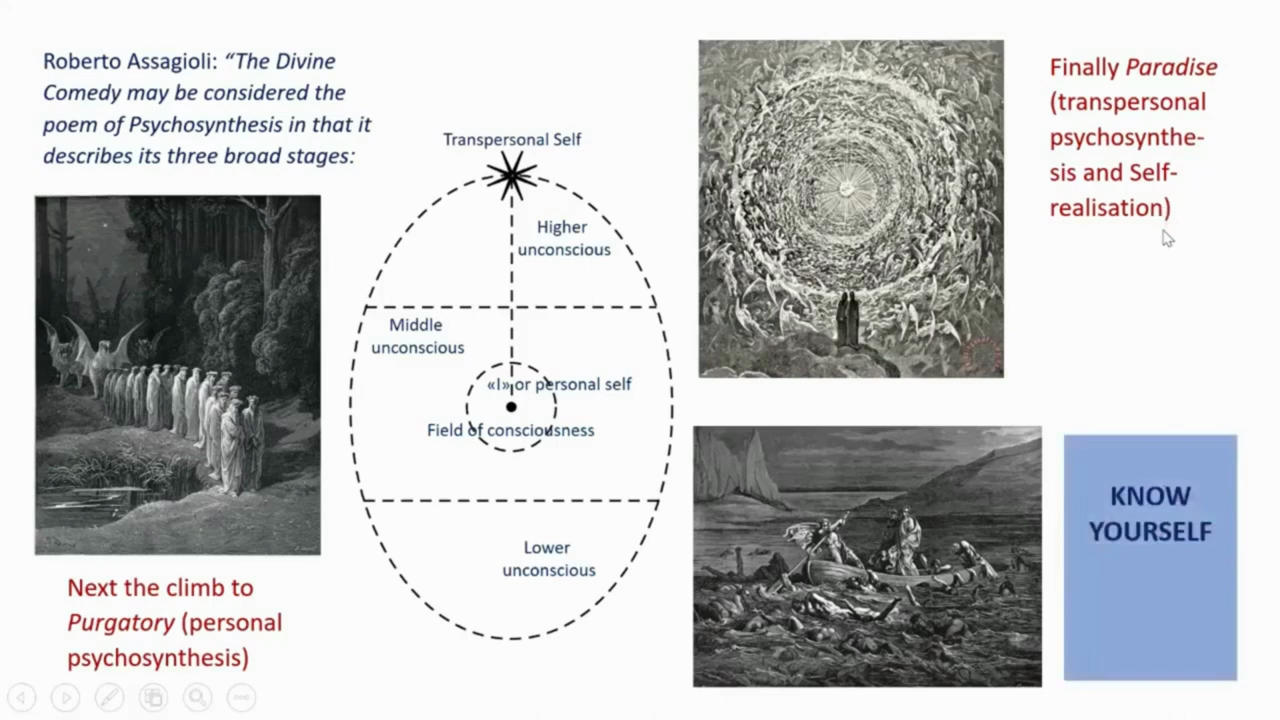 Roberto Assagioli: “The Divine
Comedy may be considered the
poem of Psychosynthesis in that it
describes its three broad stages:
Transpersonal Self
Higher
unconscious
Middle
unconscious
«I» or personal self
Field of consciousness
Lower
unconscious
Next the climb to
Purgatory (personal
psychosynthesis)
Finally Paradise
(transpersonal
psychosynthe-
sis and Self-
realisation)
KNOW
YOURSELF